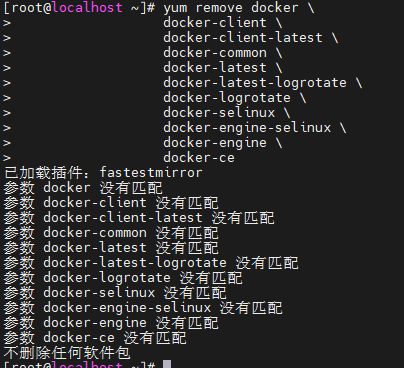 [root@localhost ~]# yum remove docker \
> docker-client \
> docker-client-latest \
> docker-common \
> docker-latest \
> docker-latest-logrotate \
> docker-logrotate \
> docker-selinux \
> docker-engine-selinux \
> docker-engine \
> docker-ce
已加载插件：fastestmirror
参数 docker 没有匹配
参数 docker-client 没有匹配
参数 docker-client-latest 没有匹配
参数 docker-common 没有匹配
参数 docker-latest 没有匹配
参数 docker-latest-logrotate 没有匹配
参数 docker-logrotate 没有匹配
参数 docker-selinux 没有匹配
参数 docker-engine-selinux 没有匹配
参数 docker-engine 没有匹配
参数 docker-ce 没有匹配
不删除任何软件包
[root@localhost ~]#